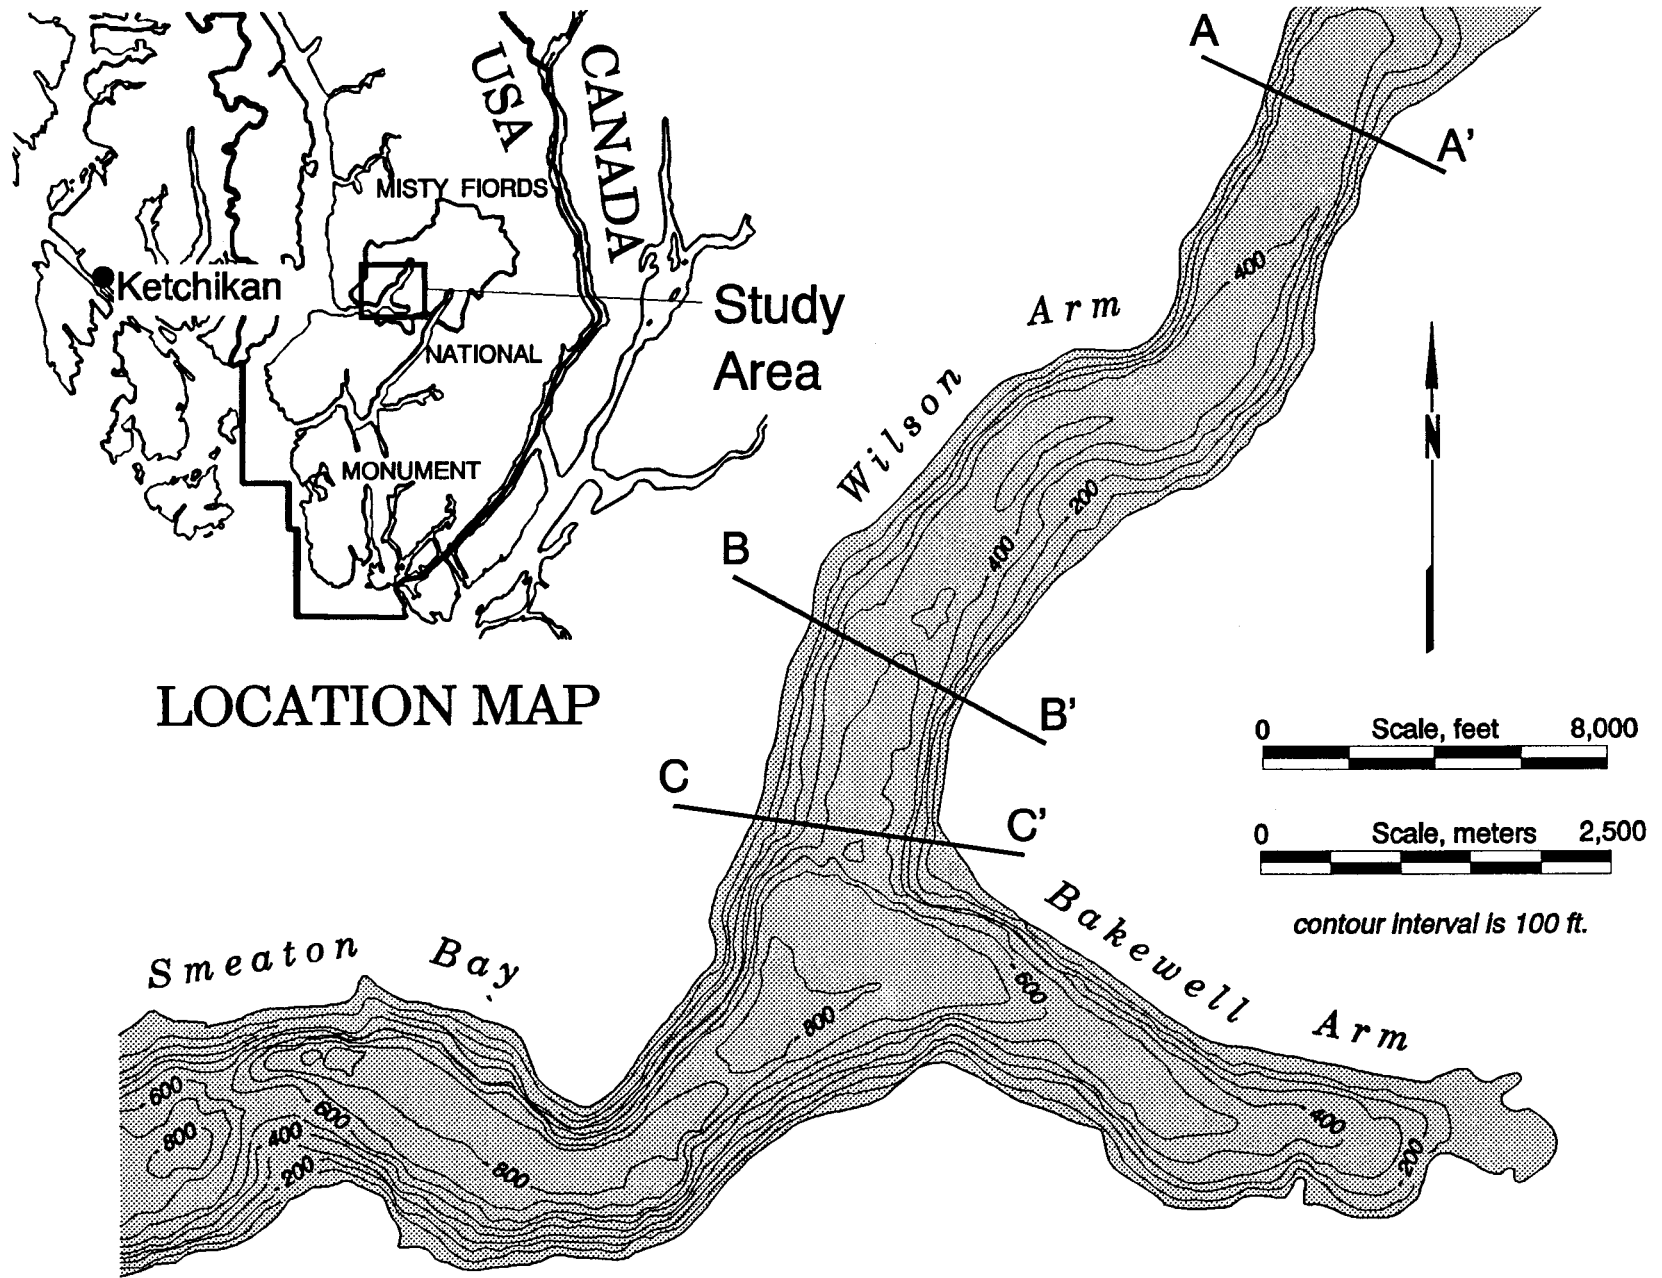 USA
CANADA
MISTY FIORDS
Ketchikan
Study
Area
NATIONAL
MONUMENT
LOCATION MAP
A
A'
400
Arm
Wilson
N
200
400
B
B'
0 Scale, feet 8,000
C
C'
0 Scale, meters 2,500
contour interval is 100 ft.
Bakewell Arm
Smeaton Bay
600
800
600
800
600
400
200
800
400
200